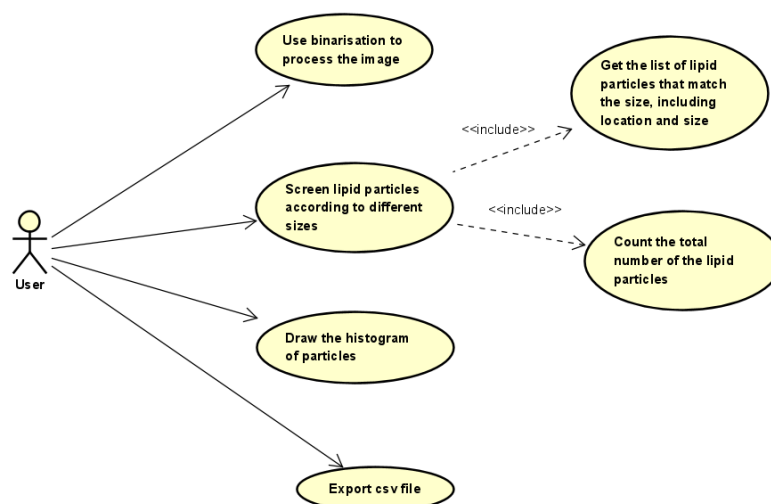 Use binarisation to
process the image
Get the list of lipid
particles that match
the size, including
location and size
<<include>>
Screen lipid particles
according to different
sizes
<<include>>
Count the total
number of the lipid
particles
User
Draw the histogram
of particles
Export csv file